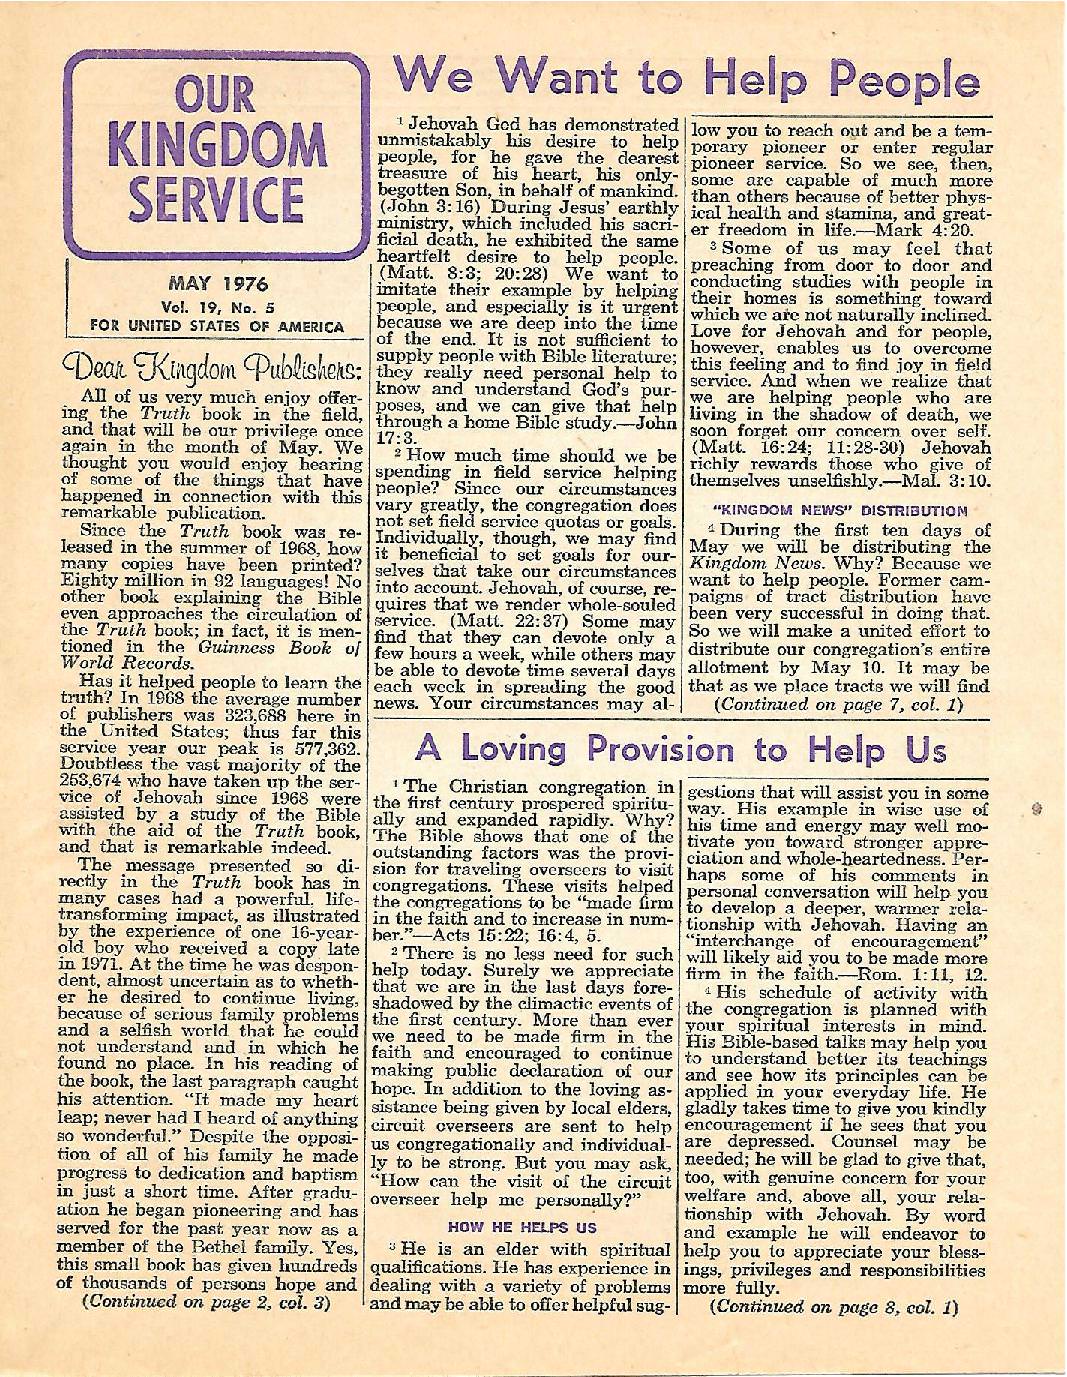 OUR
KINGDOM
SERVICE
MAY 1976
Vol. 19, No. 5
FOR UNITED STATES OF AMERICA
Dear Kingdom Publishers:
All of us very much enjoy offer-
ing the Truth book in the field,
and that will be our privilege once
again in the month of May. We
thought you would enjoy hearing
of some of the things that have
happened in connection with this
remarkable publication.
Since the Truth book was re-
leased in the summer of 1968, how
many copies have been printed?
Eighty million in 92 languages! No
other book explaining the Bible
even approaches the circulation of
the Truth book; in fact, it is men-
tioned in the Guinness Book of
World Records.
Has it helped people to learn the
truth? In 1968 the average number
of publishers was 323,688 here in
the United States; thus far this
service year our peak is 577,362.
Doubtless the vast majority of the
253,674 who have taken up the ser-
vice of Jehovah since 1968 were
assisted by a study of the Bible
with the aid of the Truth book,
and that is remarkable indeed.
The message presented so di-
rectly in the Truth book has in
many cases had a powerful, life-
transforming impact, as illustrated
by the experience of one 16-year-
old boy who received a copy late
in 1971. At the time he was despon-
dent, almost uncertain as to wheth-
er he desired to continue living,
because of serious family problems
and a selfish world that he could
not understand and in which he
found no place. In his reading of
the book, the last paragraph caught
his attention. "It made my heart
leap; never had I heard of anything
so wonderful." Despite the opposi-
tion of all of his family he made
progress to dedication and baptism
in just a short time. After gradu-
ation he began pioneering and has
served for the past year now as a
member of the Bethel family. Yes,
this small book has given hundreds
of thousands of persons hope and
(Continued on page 2, col. 3)
We Want to Help People
1 Jehovah God has demonstrated
unmistakably his desire to help
people, for he gave the dearest
treasure of his heart, his only-
begotten Son, in behalf of mankind.
(John 3:16) During Jesus' earthly
ministry, which included his sacri-
ficial death, he exhibited the same
heartfelt desire to help people.
(Matt. 8:3; 20:28) We want to
imitate their example by helping
people, and especially is it urgent
because we are deep into the time
of the end. It is not sufficient to
supply people with Bible literature;
they really need personal help to
know and understand God's pur-
poses, and we can give that help
through a home Bible study.—John
17:3.
2 How much time should we be
spending in field service helping
people? Since our circumstances
vary greatly, the congregation does
not set field service quotas or goals.
Individually, though, we may find
it beneficial to set goals for our-
selves that take our circumstances
into account. Jehovah, of course, re-
quires that we render whole-souled
service. (Matt. 22:37) Some may
find that they can devote only a
few hours a week, while others may
be able to devote time several days
each week in spreading the good
news. Your circumstances may al-
low you to reach out and be a tem-
porary pioneer or enter regular
pioneer service. So we see, then,
some are capable of much more
than others because of better phys-
ical health and stamina, and great-
er freedom in life.—Mark 4:20.
3 Some of us may feel that
preaching from door to door and
conducting studies with people in
their homes is something toward
which we are not naturally inclined.
Love for Jehovah and for people,
however, enables us to overcome
this feeling and to find joy in field
service. And when we realize that
we are helping people who are
living in the shadow of death, we
soon forget our concern over self.
(Matt. 16:24; 11:28-30) Jehovah
richly rewards those who give of
themselves unselfishly.—Mal. 3:10.
"KINGDOM NEWS" DISTRIBUTION
4 During the first ten days of
May we will be distributing the
Kingdom News. Why? Because we
want to help people. Former cam-
paigns of tract distribution have
been very successful in doing that.
So we will make a united effort to
distribute our congregation's entire
allotment by May 10. It may be
that as we place tracts we will find
(Continued on page 7, col. 1)
A Loving Provision to Help Us
1 The Christian congregation in
the first century prospered spiritu-
ally and expanded rapidly. Why?
The Bible shows that one of the
outstanding factors was the provi-
sion for traveling overseers to visit
congregations. These visits helped
the congregations to be "made firm
in the faith and to increase in num-
ber."—Acts 15:22; 16:4, 5.
2 There is no less need for such
help today. Surely we appreciate
that we are in the last days fore-
shadowed by the climactic events of
the first century. More than ever
we need to be made firm in the
faith and encouraged to continue
making public declaration of our
hope. In addition to the loving as-
sistance being given by local elders,
circuit overseers are sent to help
us congregationally and individual-
ly to be strong. But you may ask,
"How can the visit of the circuit
overseer help me personally?"
HOW HE HELPS US
3 He is an elder with spiritual
qualifications. He has experience in
dealing with a variety of problems
and may be able to offer helpful sug-
gestions that will assist you in some
way. His example in wise use of
his time and energy may well mo-
tivate you toward stronger appre-
ciation and whole-heartedness. Per-
haps some of his comments in
personal conversation will help you
to develop a deeper, warmer rela-
tionship with Jehovah. Having an
"interchange of encouragement"
will likely aid you to be made more
firm in the faith.—Rom. 1:11, 12.
4 His schedule of activity with
the congregation is planned with
your spiritual interests in mind.
His Bible-based talks may help you
to understand better its teachings
and see how its principles can be
applied in your everyday life. He
gladly takes time to give you kindly
encouragement if he sees that you
are depressed. Counsel may be
needed; he will be glad to give that,
too, with genuine concern for your
welfare and, above all, your rela-
tionship with Jehovah. By word
and example he will endeavor to
help you to appreciate your bless-
ings, privileges and responsibilities
more fully.
(Continued on page 8, col. 1)